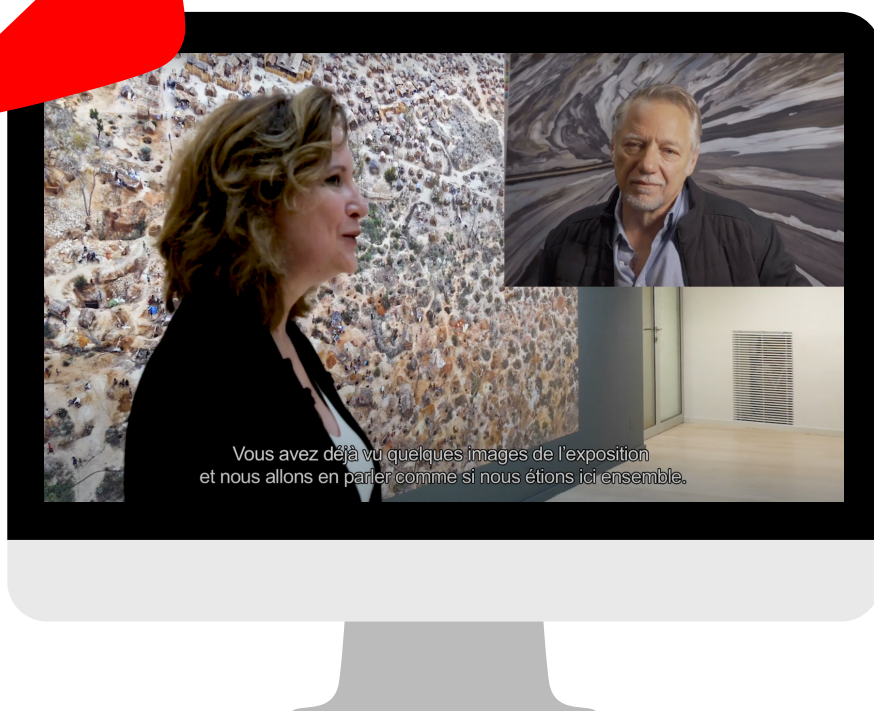 Vous avez déjà vu quelques images de l’exposition
et nous allons en parler comme si nous étions ici ensemble.